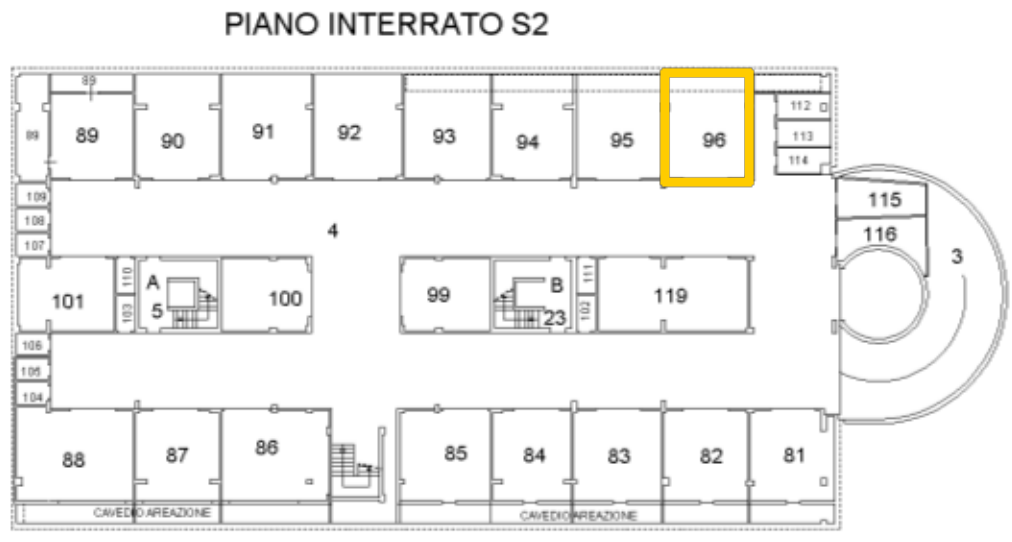 PIANO INTERRATO S2
89
89 89 90 91 92 93 94 95 96
112
113
114
109
108
107
4
115
116
3
101 110 103 A 5 100 99 B 23 111 102 119
106
105
104
88 87 86 85 84 83 82 81
CAVEDIO AREAZIONE CAVEDIO AREAZIONE